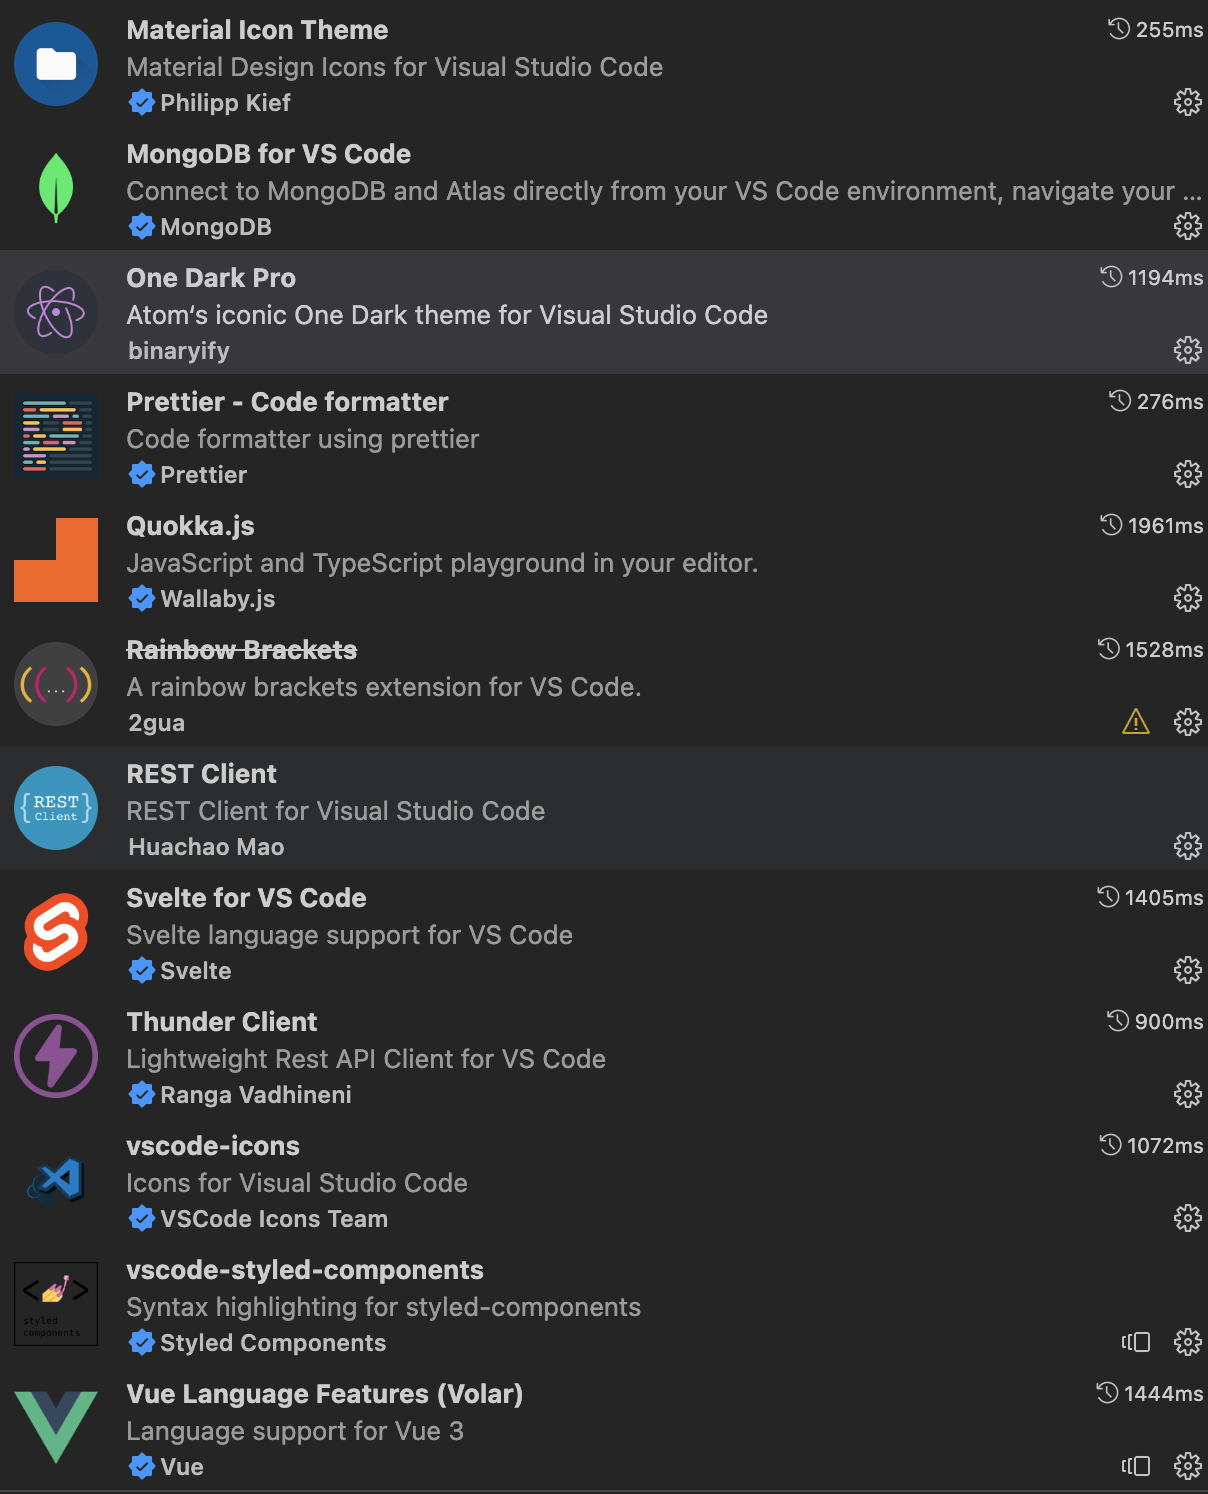 Material Icon Theme
255ms
Material Design Icons for Visual Studio Code
Philipp Kief
MongoDB for VS Code
Connect to MongoDB and Atlas directly from your VS Code environment, navigate your ...
MongoDB
One Dark Pro
1194ms
Atom's iconic One Dark theme for Visual Studio Code
binaryify
Prettier - Code formatter
276ms
Code formatter using prettier
Prettier
Quokka.js
1961ms
JavaScript and TypeScript playground in your editor.
Wallaby.js
Rainbow Brackets
1528ms
((...))
A rainbow brackets extension for VS Code.
2gua
REST Client
{REST}
Client
REST Client for Visual Studio Code
Huachao Mao
Svelte for VS Code
1405ms
Svelte language support for VS Code
Svelte
Thunder Client
900ms
Lightweight Rest API Client for VS Code
Ranga Vadhineni
vscode-icons
1072ms
Icons for Visual Studio Code
VSCode Icons Team
vscode-styled-components
< >
styled
components
Syntax highlighting for styled-components
Styled Components
Vue Language Features (Volar)
1444ms
Language support for Vue 3
Vue